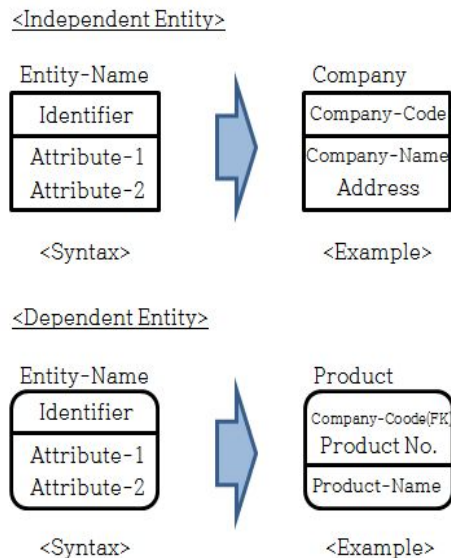 <Independent Entity>
Entity-Name
Identifier
Attribute-1
Attribute-2
<Syntax>
Company
Company-Code
Company-Name
Address
<Example>
<Dependent Entity>
Entity-Name
Identifier
Attribute-1
Attribute-2
<Syntax>
Product
Company-Coode(FK)
Product No.
Product-Name
<Example>